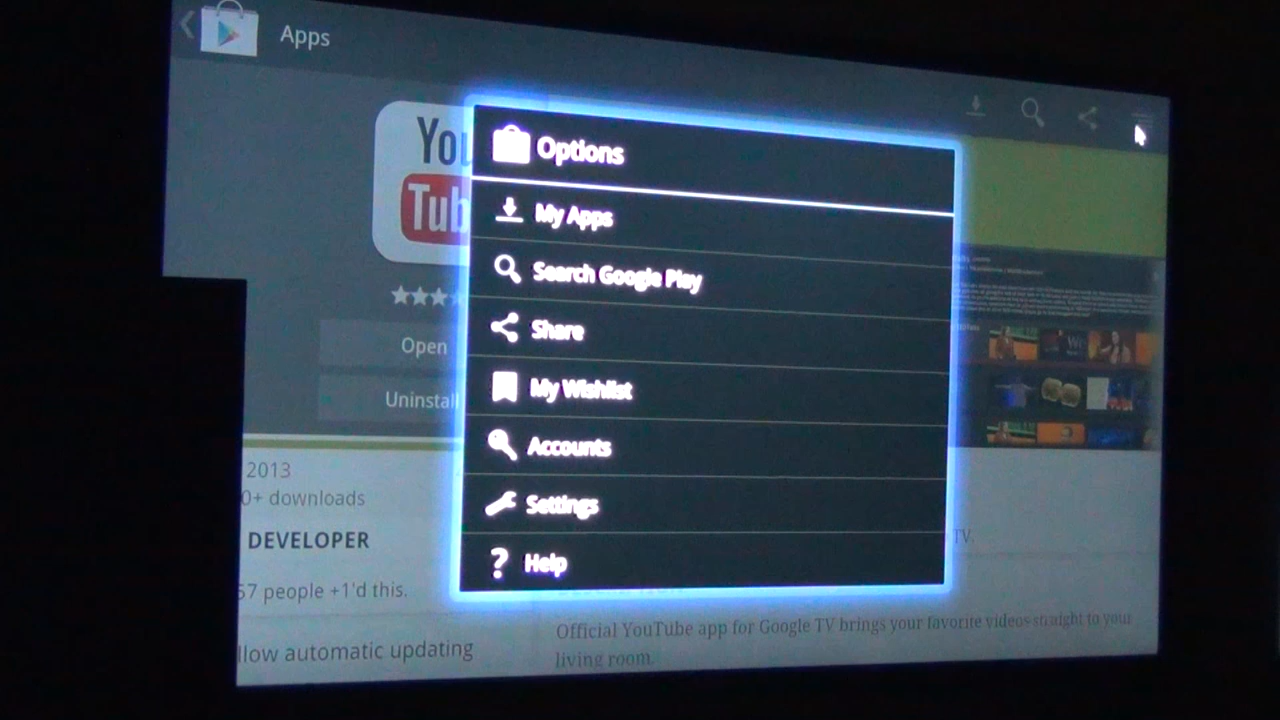 Apps
You
Tub
Options
My Apps
Search Google Play
Share
My Wishlist
Accounts
Settings
Help
Open
Uninstall
2013
0+ downloads
DEVELOPER
57 people +1'd this.
llow automatic updating
TV.
Official YouTube app for Google TV brings your favorite videos straight to your
living room.